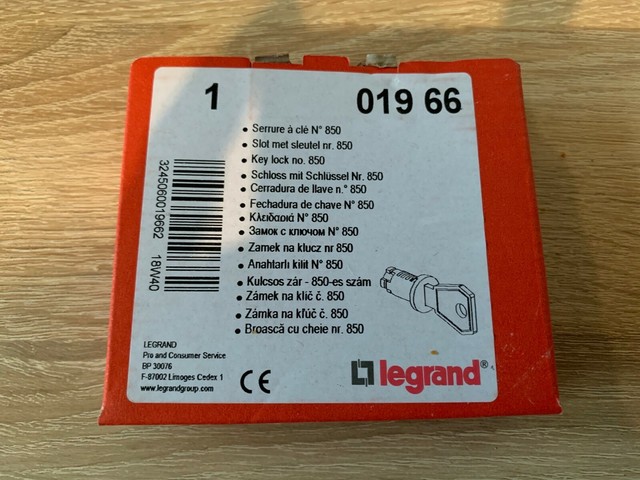 1
019 66
• Serrure à clé N° 850
• Slot met sleutel nr. 850
• Key lock no. 850
• Schloss mit Schlüssel Nr. 850
• Cerradura de llave n.° 850
• Fechadura de chave N° 850
• Κλειδαριά N° 850
• Замок с ключом N° 850
• Zamek na klucz nr 850
• Anahtarlı kilit N° 850
• Kulcsos zár - 850-es szám
• Zámek na klíč č. 850
• Zámka na kľúč č. 850
• Broască cu cheie nr. 850
3245060019662
18W40
LEGRAND
Pro and Consumer Service
BP 30076
F-87002 Limoges Cedex 1
www.legrandgroup.com
CE
legrand®